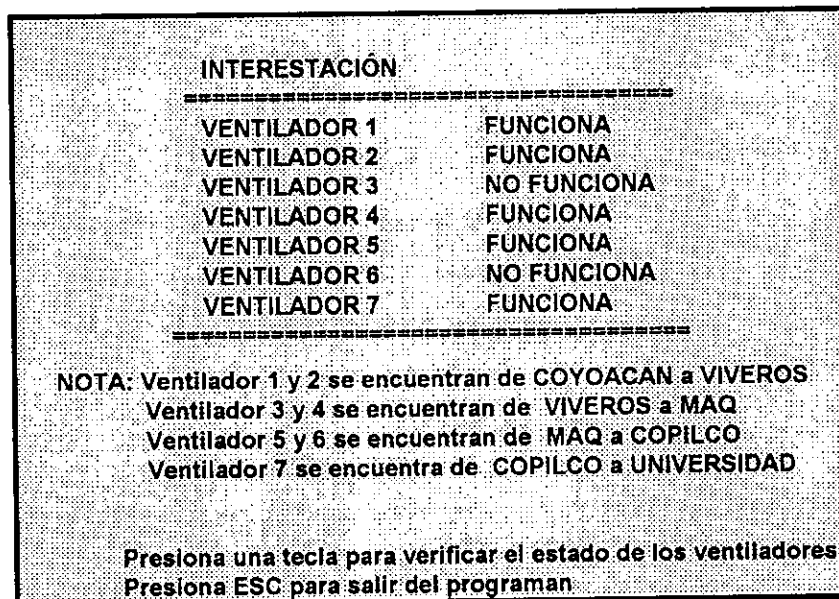 INTERESTACIÓN
====================================
VENTILADOR 1 FUNCIONA
VENTILADOR 2 FUNCIONA
VENTILADOR 3 NO FUNCIONA
VENTILADOR 4 FUNCIONA
VENTILADOR 5 FUNCIONA
VENTILADOR 6 NO FUNCIONA
VENTILADOR 7 FUNCIONA
======================================
NOTA: Ventilador 1 y 2 se encuentran de COYOACAN a VIVEROS
Ventilador 3 y 4 se encuentran de VIVEROS a MAQ
Ventilador 5 y 6 se encuentran de MAQ a COPILCO
Ventilador 7 se encuentra de COPILCO a UNIVERSIDAD
Presiona una tecla para verificar el estado de los ventiladores
Presiona ESC para salir del programan